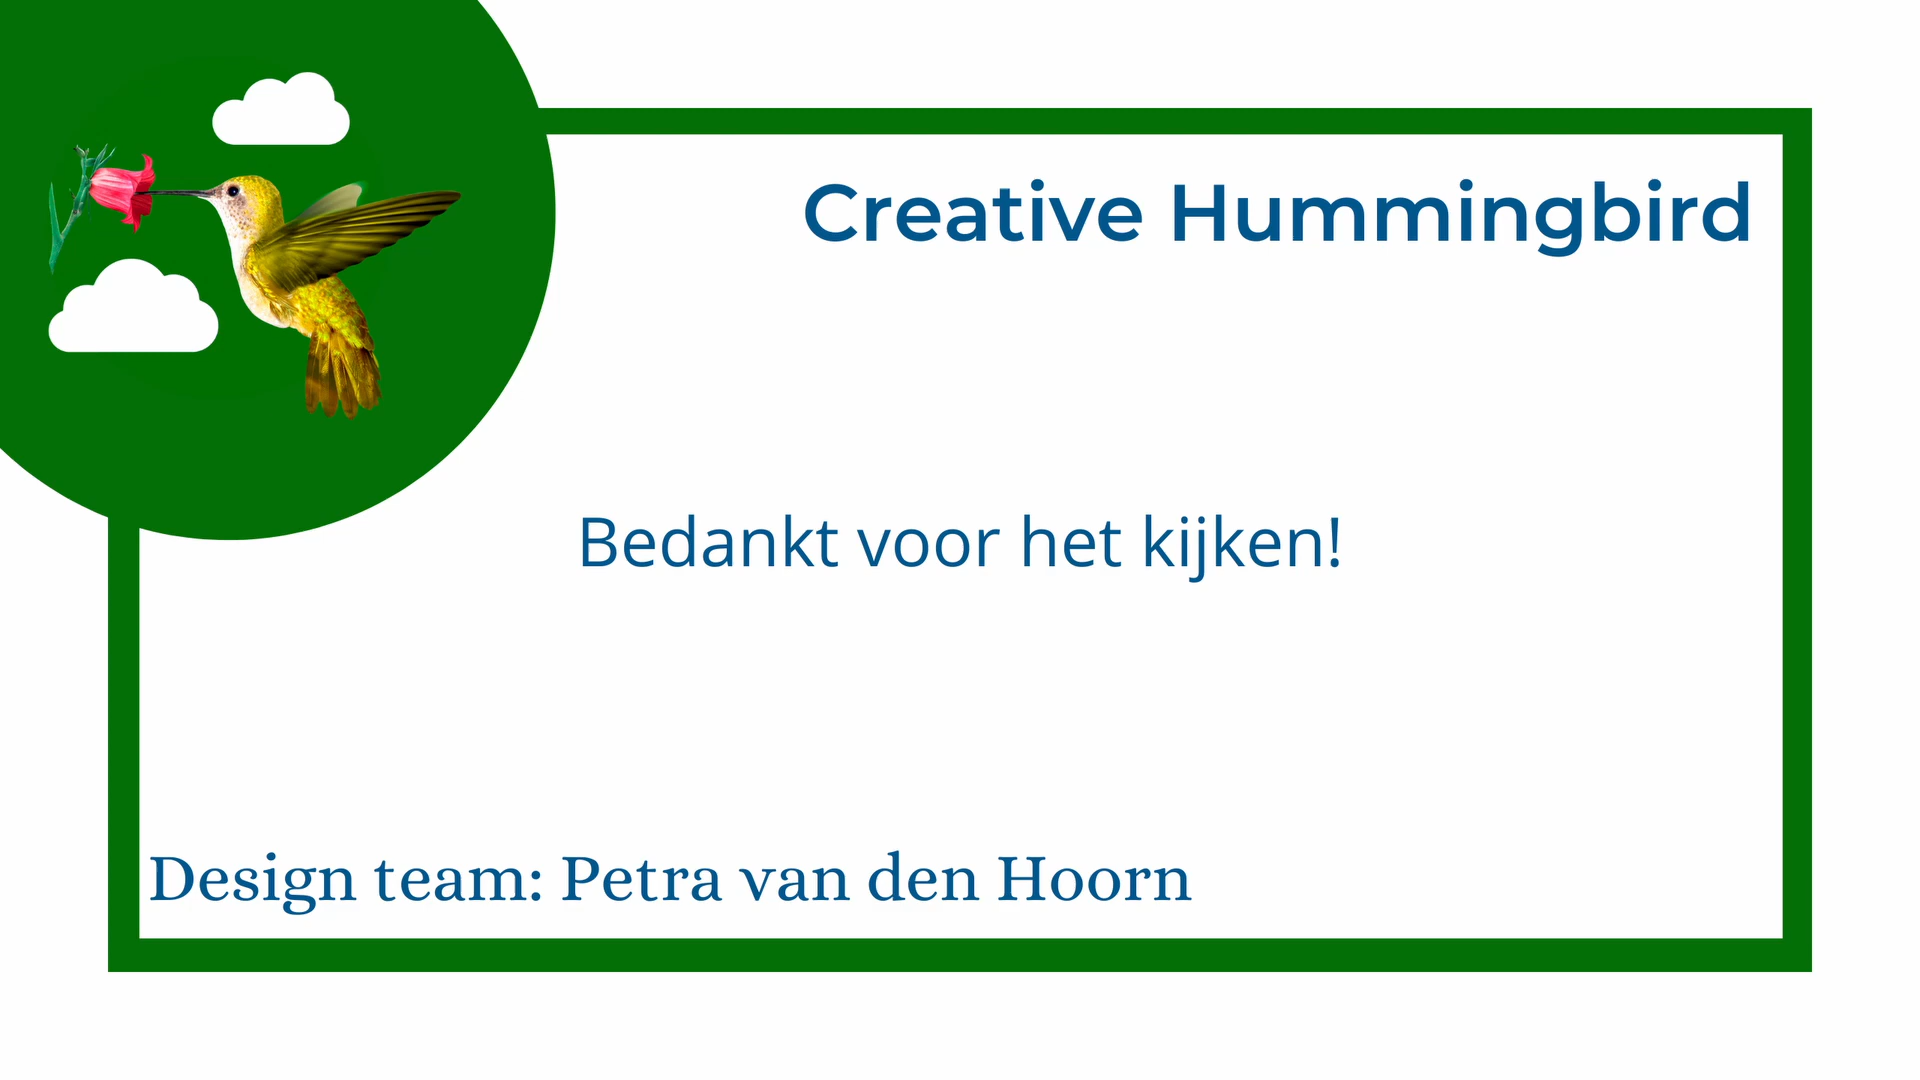 Creative Hummingbird
Bedankt voor het kijken!
Design team: Petra van den Hoorn